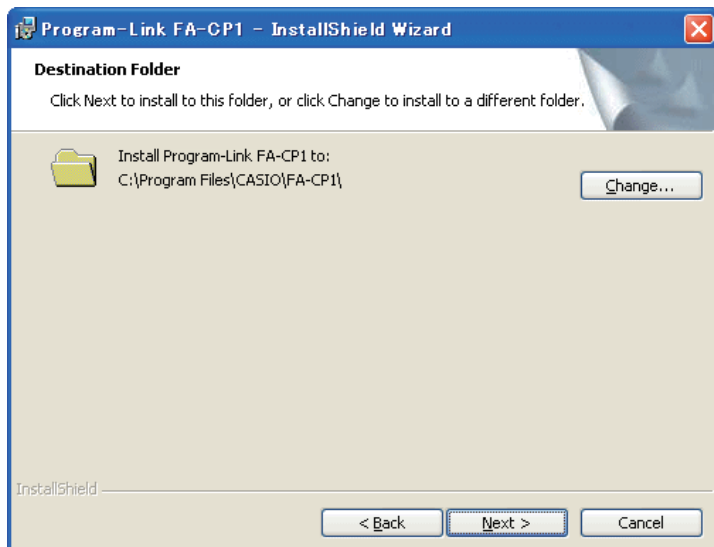 Program-Link FA-CP1 - InstallShield Wizard
Destination Folder
Click Next to install to this folder, or click Change to install to a different folder.
Install Program-Link FA-CP1 to:
C:\Program Files\CASIO\FA-CP1\
Change...
InstallShield
< Back
Next >
Cancel